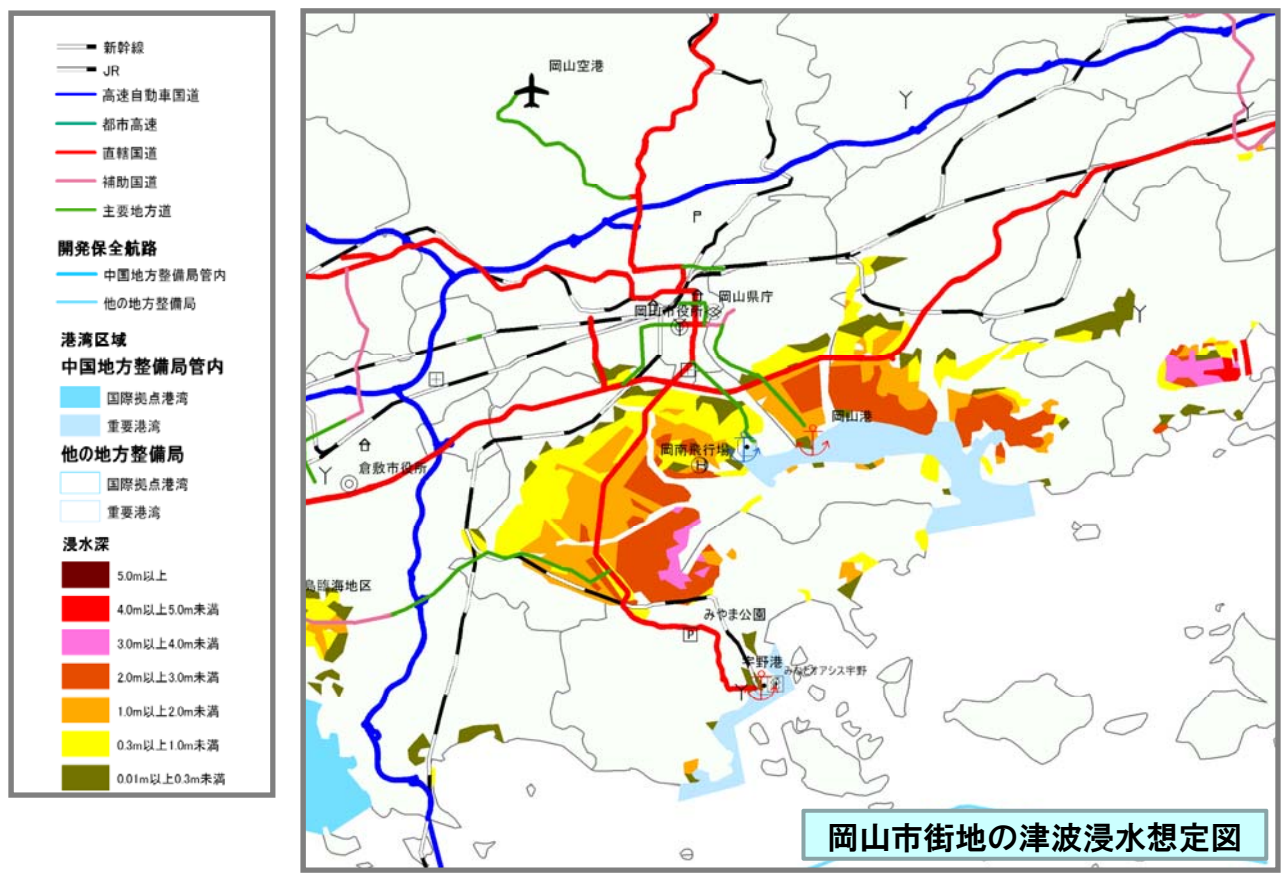 新幹線
JR
高速自動車国道
都市高速
直轄国道
補助国道
主要地方道
開発保全航路
中国地方整備局管内
他の地方整備局
港湾区域
中国地方整備局管内
国際拠点港湾
重要港湾
他の地方整備局
国際拠点港湾
重要港湾
浸水深
5.0m以上
4.0m以上5.0m未満
3.0m以上4.0m未満
2.0m以上3.0m未満
1.0m以上2.0m未満
0.3m以上1.0m未満
0.01m以上0.3m未満
岡山空港
岡山県庁
岡山市役所
岡山港
岡南飛行場
倉敷市役所
島臨海地区
みやま公園
P
宇野港
みなとオアシス宇野
岡山市街地の津波浸水想定図